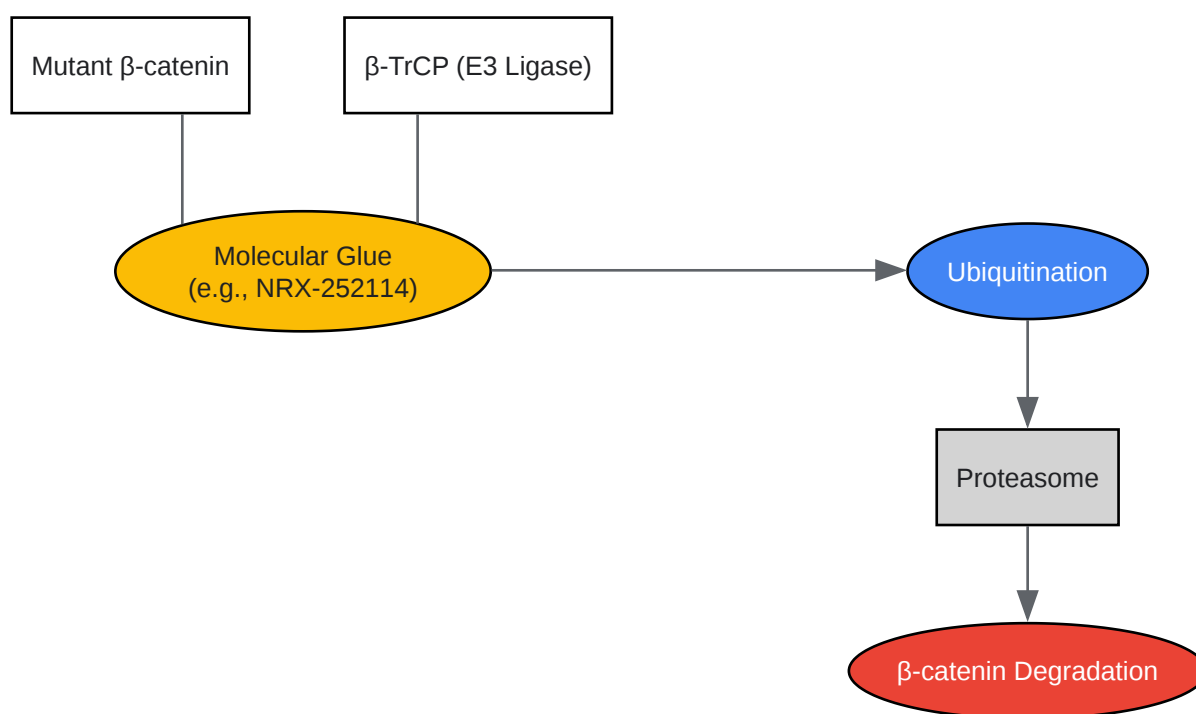 Mutant β-catenin
β-TrCP (E3 Ligase)
Molecular Glue
(e.g., NRX-252114)
Ubiquitination
Proteasome
β-catenin Degradation